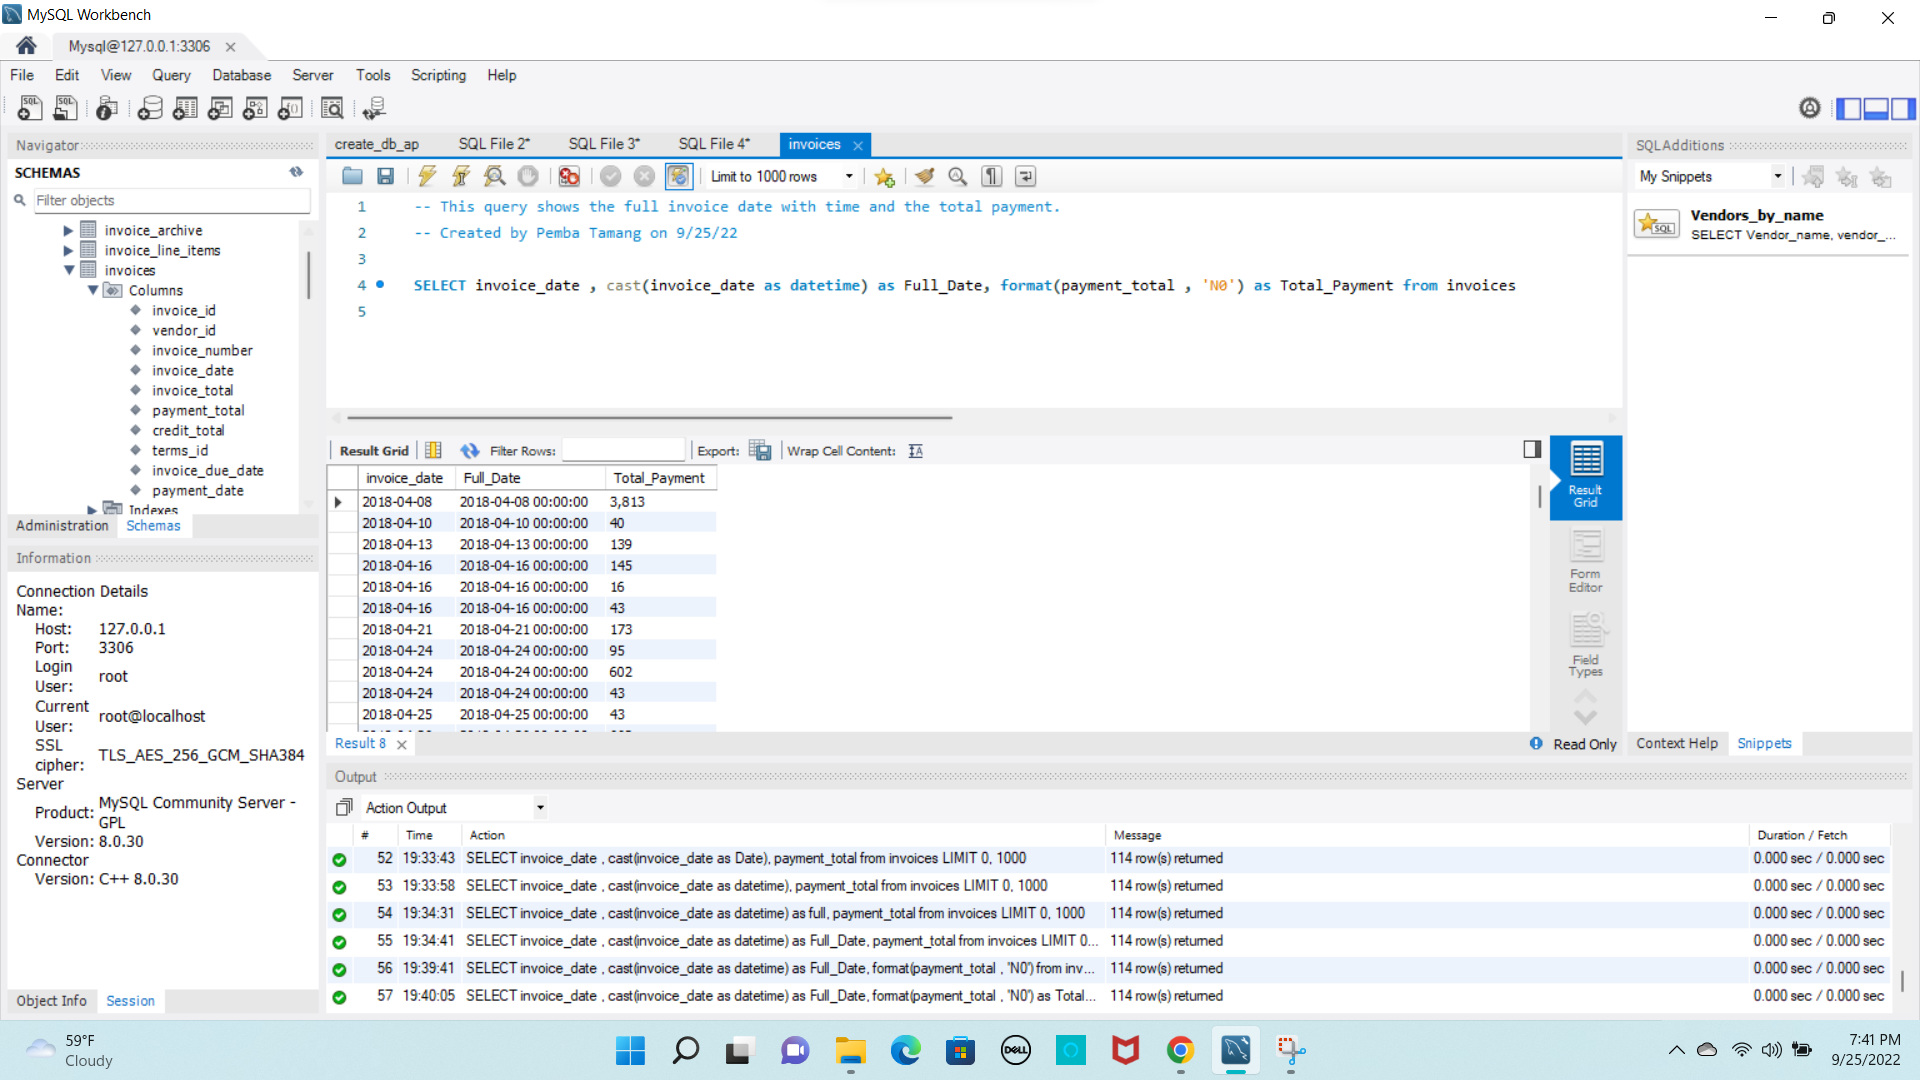 MySQL Workbench
Mysql@127.0.0.1:3306
File Edit View Query Database Server Tools Scripting Help
Navigator
SCHEMAS
Filter objects
invoice_archive
invoice_line_items
invoices
Columns
invoice_id
vendor_id
invoice_number
invoice_date
invoice_total
payment_total
credit_total
terms_id
invoice_due_date
payment_date
Indexes
Administration Schemas
Information
Connection Details
Name:
Host: 127.0.0.1
Port: 3306
Login User: root
Current User: root@localhost
SSL cipher: TLS_AES_256_GCM_SHA384
Server
Product: MySQL Community Server - GPL
Version: 8.0.30
Connector
Version: C++ 8.0.30
Object Info Session
create_db_ap SQL File 2* SQL File 3* SQL File 4* invoices
Limit to 1000 rows
1 -- This query shows the full invoice date with time and the total payment.
2 -- Created by Pemba Tamang on 9/25/22
3
4 SELECT invoice_date , cast(invoice_date as datetime) as Full_Date, format(payment_total , 'N0') as Total_Payment from invoices
5
Result Grid Filter Rows: Export: Wrap Cell Content:
invoice_date Full_Date Total_Payment
2018-04-08 2018-04-08 00:00:00 3,813
2018-04-10 2018-04-10 00:00:00 40
2018-04-13 2018-04-13 00:00:00 139
2018-04-16 2018-04-16 00:00:00 145
2018-04-16 2018-04-16 00:00:00 16
2018-04-16 2018-04-16 00:00:00 43
2018-04-21 2018-04-21 00:00:00 173
2018-04-24 2018-04-24 00:00:00 95
2018-04-24 2018-04-24 00:00:00 602
2018-04-24 2018-04-24 00:00:00 43
2018-04-25 2018-04-25 00:00:00 43
Result Grid
Form Editor
Field Types
Result 8 Read Only
SQLAdditions
My Snippets
SQL
Vendors_by_name
SELECT Vendor_name, vendor_...
Context Help Snippets
Output
Action Output
# Time Action Message Duration / Fetch
52 19:33:43 SELECT invoice_date , cast(invoice_date as Date), payment_total from invoices LIMIT 0, 1000 114 row(s) returned 0.000 sec / 0.000 sec
53 19:33:58 SELECT invoice_date , cast(invoice_date as datetime), payment_total from invoices LIMIT 0, 1000 114 row(s) returned 0.000 sec / 0.000 sec
54 19:34:31 SELECT invoice_date , cast(invoice_date as datetime) as full, payment_total from invoices LIMIT 0, 1000 114 row(s) returned 0.000 sec / 0.000 sec
55 19:34:41 SELECT invoice_date , cast(invoice_date as datetime) as Full_Date, payment_total from invoices LIMIT 0... 114 row(s) returned 0.000 sec / 0.000 sec
56 19:39:41 SELECT invoice_date , cast(invoice_date as datetime) as Full_Date, format(payment_total , 'N0') from inv... 114 row(s) returned 0.000 sec / 0.000 sec
57 19:40:05 SELECT invoice_date , cast(invoice_date as datetime) as Full_Date, format(payment_total , 'N0') as Total... 114 row(s) returned 0.000 sec / 0.000 sec
59°F
Cloudy
DELL
7:41 PM
9/25/2022